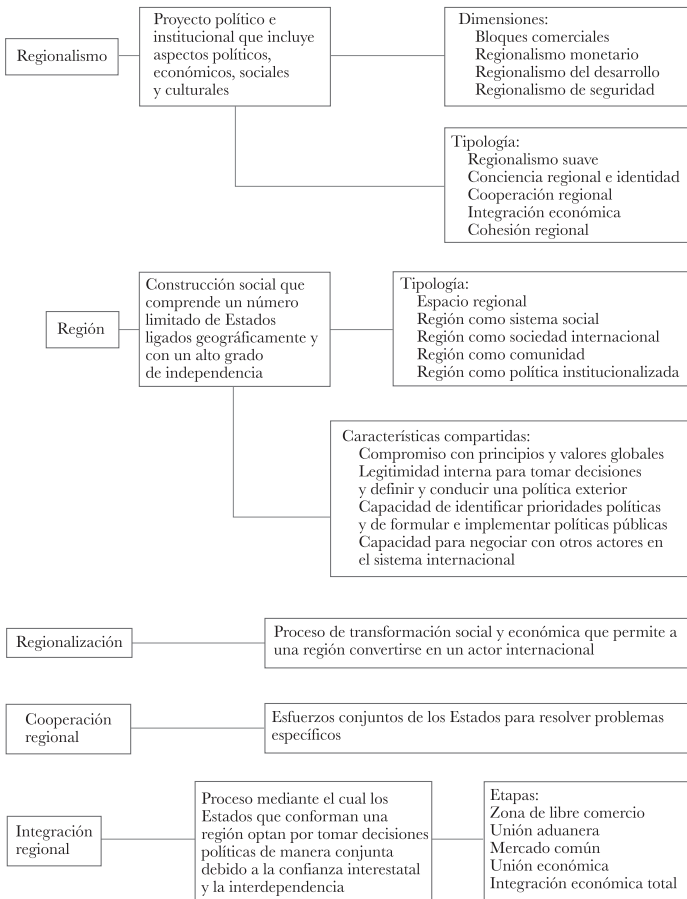 Regionalismo
Proyecto político e
institucional que incluye
aspectos políticos,
económicos, sociales
y culturales
Dimensiones:
Bloques comerciales
Regionalismo monetario
Regionalismo del desarrollo
Regionalismo de seguridad
Tipología:
Regionalismo suave
Conciencia regional e identidad
Cooperación regional
Integración económica
Cohesión regional
Región
Construcción social que
comprende un número
limitado de Estados
ligados geográficamente y
con un alto grado
de independencia
Tipología:
Espacio regional
Región como sistema social
Región como sociedad internacional
Región como comunidad
Región como política institucionalizada
Características compartidas:
Compromiso con principios y valores globales
Legitimidad interna para tomar decisiones
y definir y conducir una política exterior
Capacidad de identificar prioridades políticas
y de formular e implementar políticas públicas
Capacidad para negociar con otros actores en
el sistema internacional
Regionalización
Proceso de transformación social y económica que permite a
una región convertirse en un actor internacional
Cooperación
regional
Esfuerzos conjuntos de los Estados para resolver problemas
específicos
Integración
regional
Proceso mediante el cual los
Estados que conforman una
región optan por tomar decisiones
políticas de manera conjunta
debido a la confianza interestatal
y la interdependencia
Etapas:
Zona de libre comercio
Unión aduanera
Mercado común
Unión económica
Integración económica total